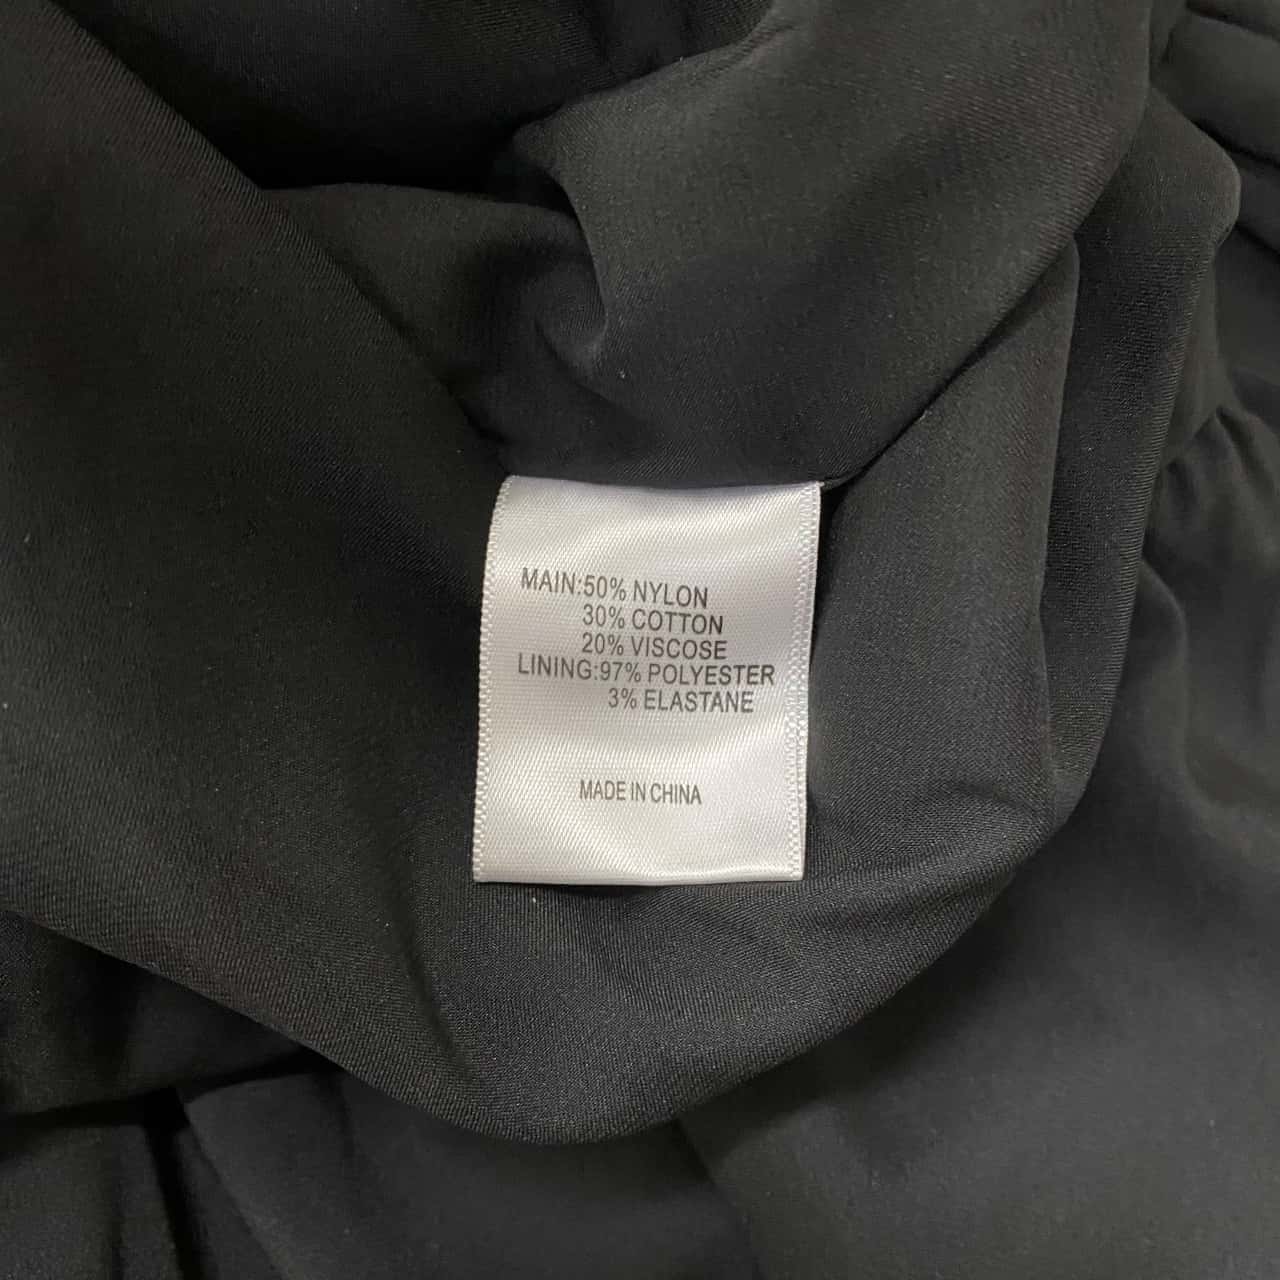 MAIN:50% NYLON
30% COTTON
20% VISCOSE
LINING:97% POLYESTER
3% ELASTANE
MADE IN CHINA